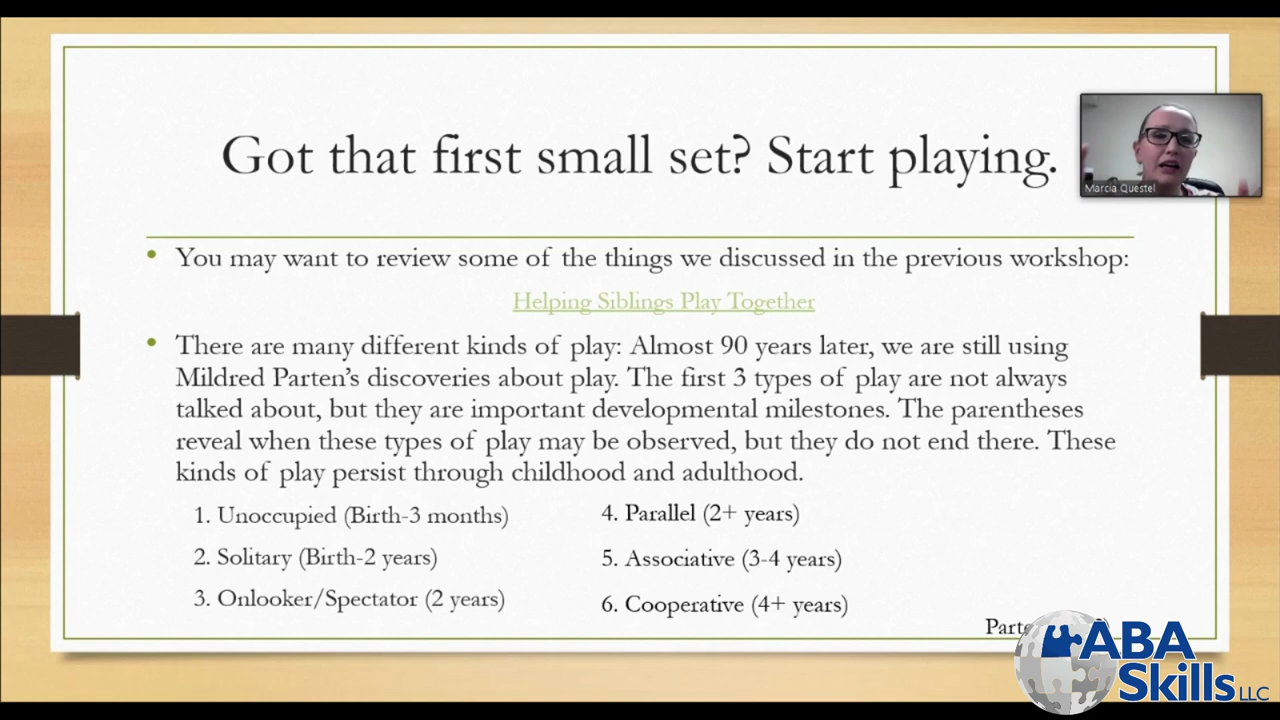 Got that first small set? Start playing.
Marcia Questel
• You may want to review some of the things we discussed in the previous workshop:
Helping Siblings Play Together
• There are many different kinds of play: Almost 90 years later, we are still using
Mildred Parten’s discoveries about play. The first 3 types of play are not always
talked about, but they are important developmental milestones. The parentheses
reveal when these types of play may be observed, but they do not end there. These
kinds of play persist through childhood and adulthood.
1. Unoccupied (Birth-3 months)
2. Solitary (Birth-2 years)
3. Onlooker/Spectator (2 years)
4. Parallel (2+ years)
5. Associative (3-4 years)
6. Cooperative (4+ years)
ABA
Skills LLC